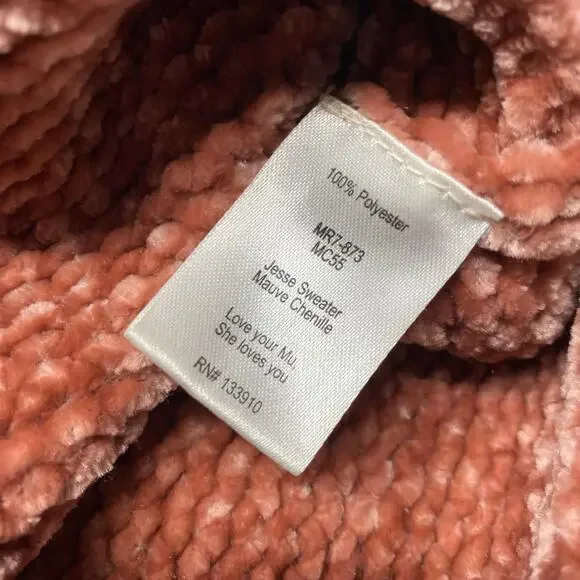 100% Polyester
MR7-873
MC55
Jesse Sweater
Mauve Chenille
Love your Mu.
She loves you
RN# 133910